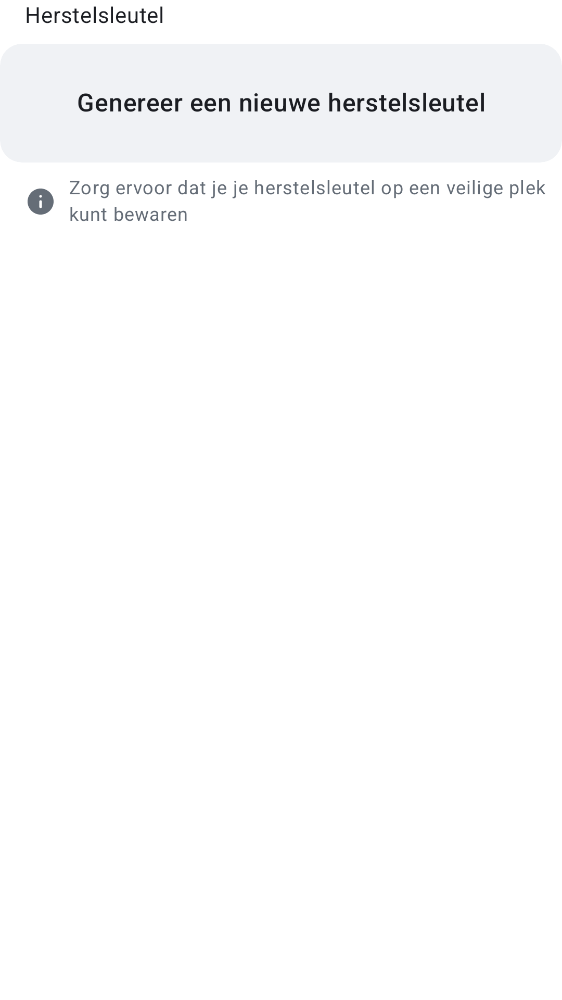 Herstelsleutel
Genereer een nieuwe herstelsleutel
Zorg ervoor dat je je herstelsleutel op een veilige plek
kunt bewaren